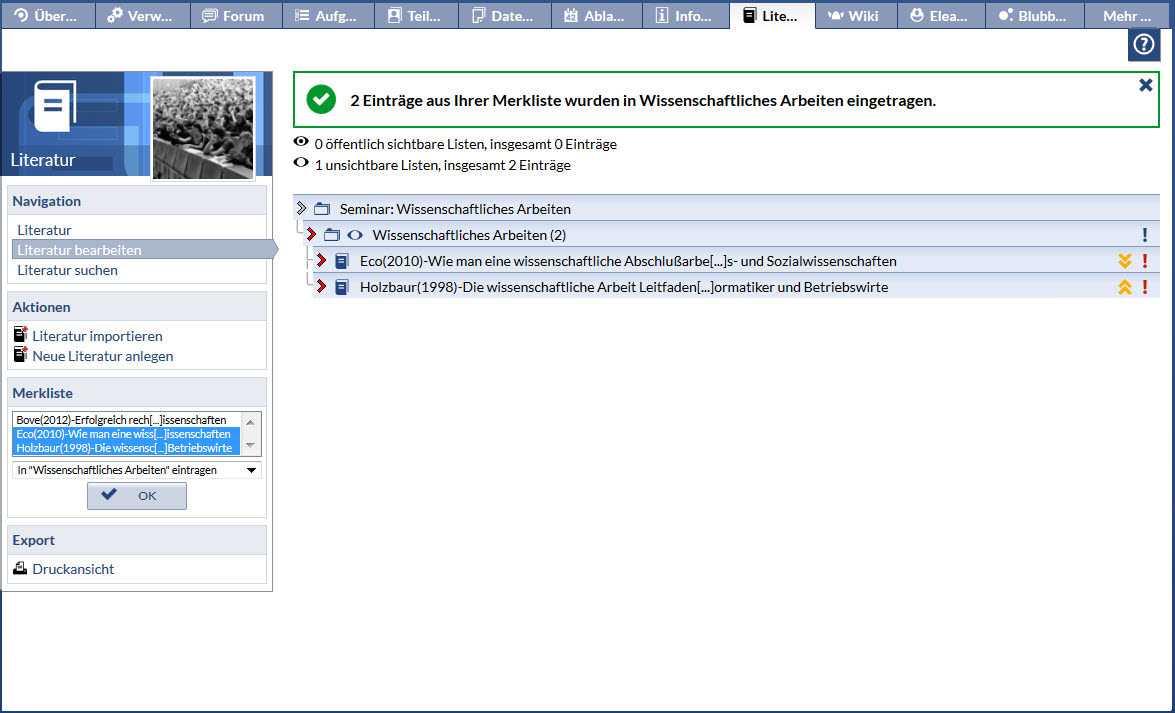 Über... Verw... Forum Aufg... Teil... Date... 42 Abla... Info... Lite... Wiki Elea... Blubb... Mehr ...
?
2 Einträge aus Ihrer Merkliste wurden in Wissenschaftliches Arbeiten eingetragen.
0 öffentlich sichtbare Listen, insgesamt 0 Einträge
1 unsichtbare Listen, insgesamt 2 Einträge
Literatur
Navigation
Literatur
Literatur bearbeiten
Literatur suchen
Aktionen
Literatur importieren
Neue Literatur anlegen
Merkliste
Bove(2012)-Erfolgreich rech[...]issenschaften
Eco(2010)-Wie man eine wiss[...]issenschaften
Holzbaur(1998)-Die wissensc[...]Betriebswirte
In "Wissenschaftliches Arbeiten" eintragen
OK
Export
Druckansicht
Seminar: Wissenschaftliches Arbeiten
Wissenschaftliches Arbeiten (2) !
Eco(2010)-Wie man eine wissenschaftliche Abschlußarbe[...]s- und Sozialwissenschaften !
Holzbaur(1998)-Die wissenschaftliche Arbeit Leitfaden[...]ormatiker und Betriebswirte !